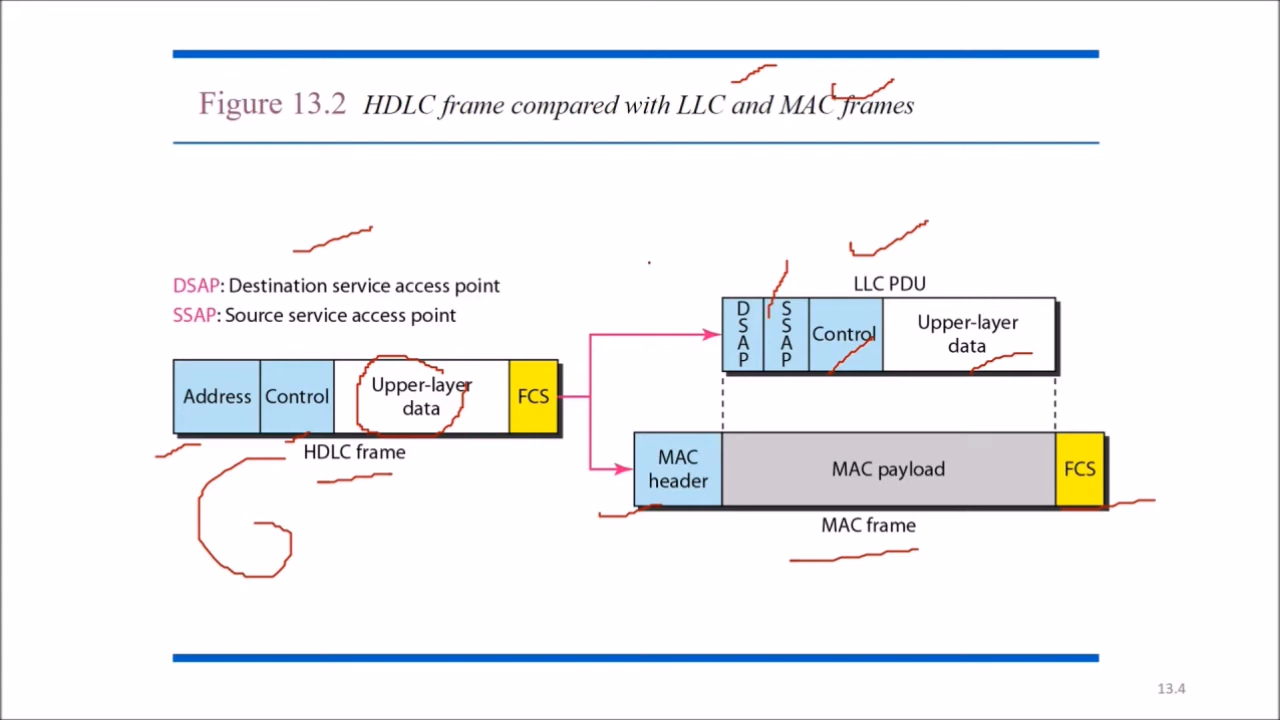 Figure 13.2 HDLC frame compared with LLC and MAC frames
DSAP: Destination service access point
SSAP: Source service access point
LLC PDU
DSAP
SSAP
Control
Upper-layer
data
Address
Control
Upper-layer
data
FCS
HDLC frame
MAC
header
MAC payload
FCS
MAC frame
13.4